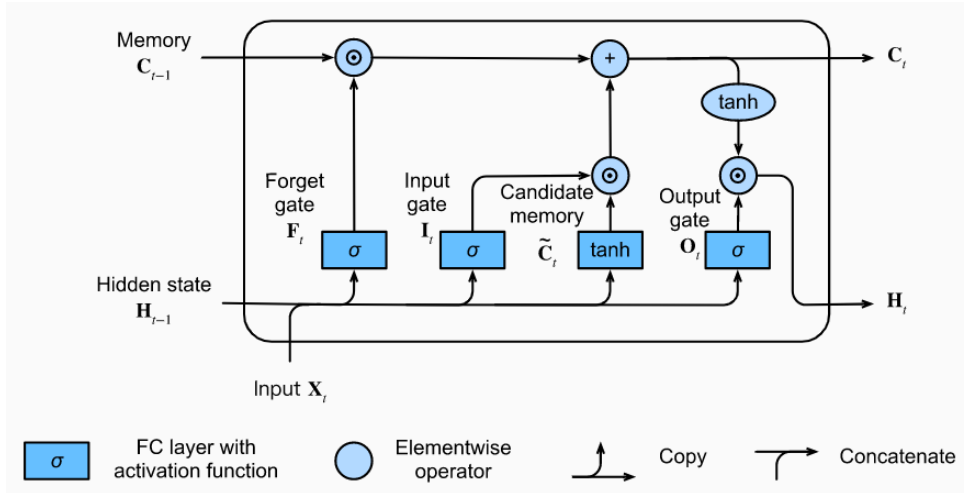 Memory
C_{t−1}
C_t
⊙
+
tanh
⊙
⊙
Forget
gate
F_t
Input
gate
I_t
Candidate
memory
C̃_t
Output
gate
O_t
σ
σ
tanh
σ
Hidden state
H_{t−1}
H_t
Input X_t
σ
FC layer with
activation function
Elementwise
operator
Copy
Concatenate